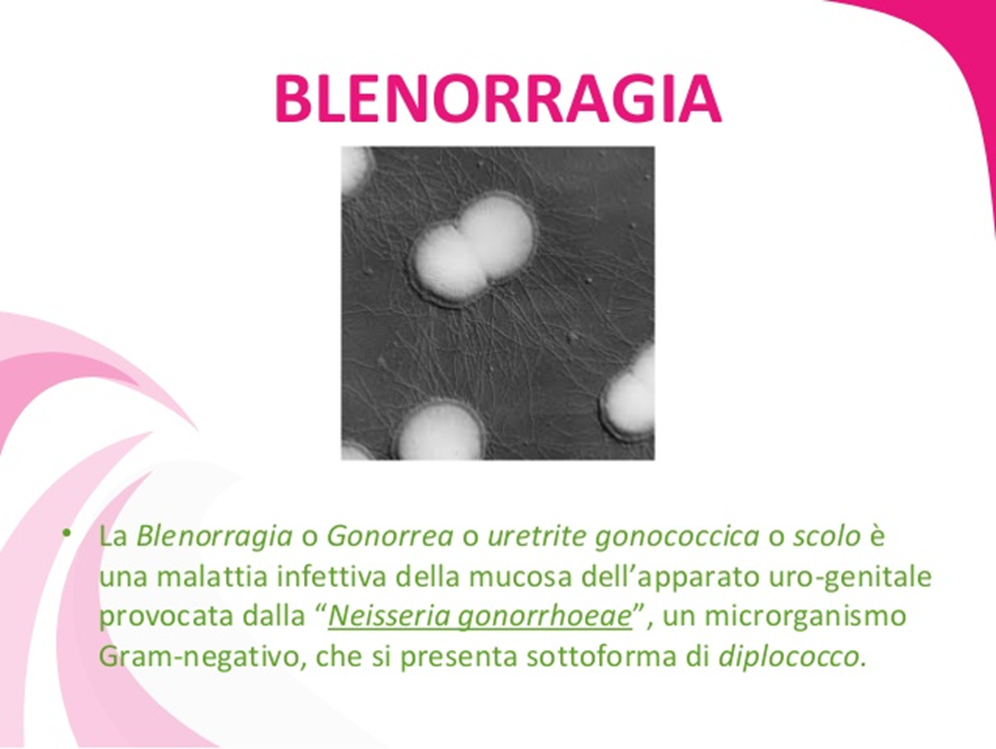 BLENORRAGIA
• La Blenorragia o Gonorrea o uretrite gonococcica o scolo è
una malattia infettiva della mucosa dell’apparato uro-genitale
provocata dalla “Neisseria gonorrhoeae”, un microrganismo
Gram-negativo, che si presenta sottoforma di diplococco.